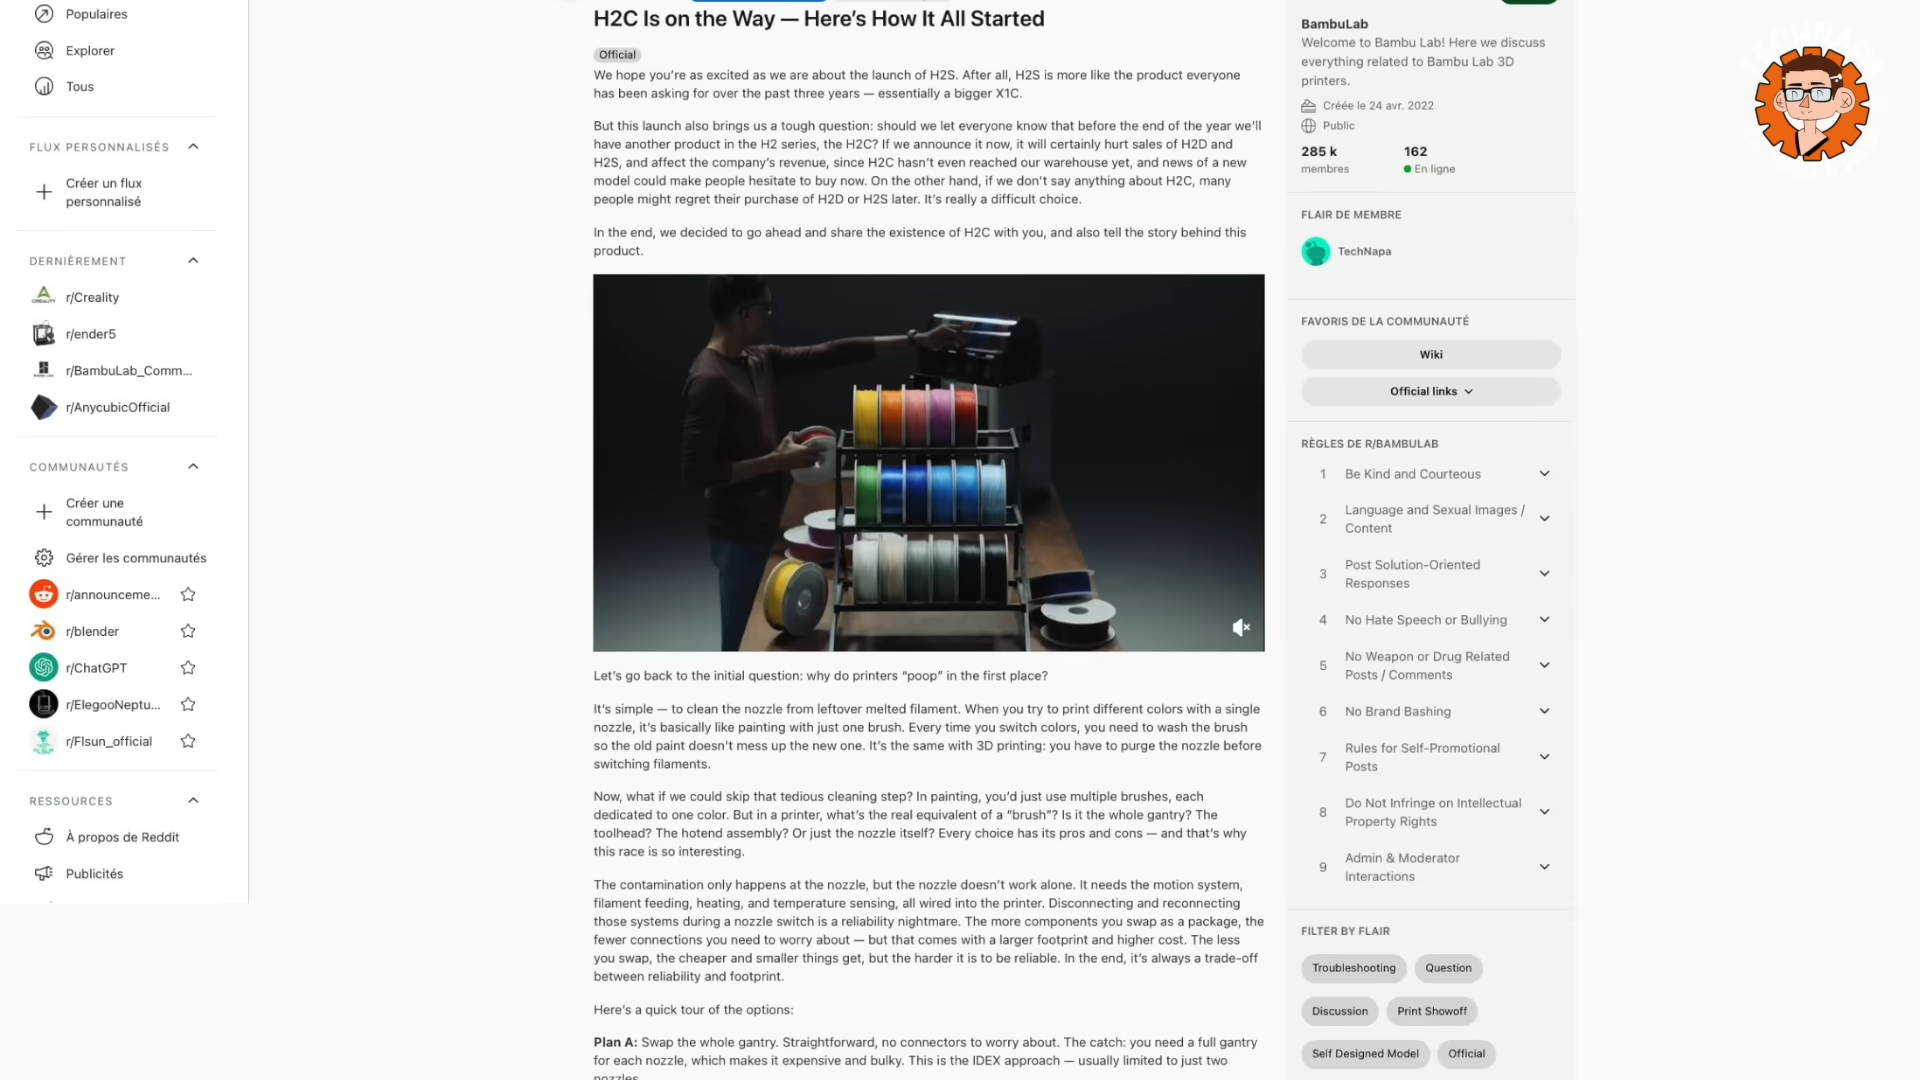 Populaires
Explorer
Tous
FLUX PERSONNALISÉS
Créer un flux
personnalisé
DERNIÈREMENT
r/Creality
r/ender5
r/BambuLab_Comm...
r/AnycubicOfficial
COMMUNAUTÉS
Créer une
communauté
Gérer les communautés
r/announceme...
r/blender
r/ChatGPT
r/ElegooNeptu...
r/Flsun_official
RESSOURCES
À propos de Reddit
Publicités
H2C Is on the Way — Here’s How It All Started
Official
We hope you’re as excited as we are about the launch of H2S. After all, H2S is more like the product everyone
has been asking for over the past three years — essentially a bigger X1C.
But this launch also brings us a tough question: should we let everyone know that before the end of the year we’ll
have another product in the H2 series, the H2C? If we announce it now, it will certainly hurt sales of H2D and
H2S, and affect the company’s revenue, since H2C hasn’t even reached our warehouse yet, and news of a new
model could make people hesitate to buy now. On the other hand, if we don’t say anything about H2C, many
people might regret their purchase of H2D or H2S later. It’s really a difficult choice.
In the end, we decided to go ahead and share the existence of H2C with you, and also tell the story behind this
product.
Let’s go back to the initial question: why do printers “poop” in the first place?
It’s simple — to clean the nozzle from leftover melted filament. When you try to print different colors with a single
nozzle, it’s basically like painting with just one brush. Every time you switch colors, you need to wash the brush
so the old paint doesn’t mess up the new one. It’s the same with 3D printing: you have to purge the nozzle before
switching filaments.
Now, what if we could skip that tedious cleaning step? In painting, you’d just use multiple brushes, each
dedicated to one color. But in a printer, what’s the real equivalent of a “brush”? Is it the whole gantry? The
toolhead? The hotend assembly? Or just the nozzle itself? Every choice has its pros and cons — and that’s why
this race is so interesting.
The contamination only happens at the nozzle, but the nozzle doesn’t work alone. It needs the motion system,
filament feeding, heating, and temperature sensing, all wired into the printer. Disconnecting and reconnecting
those systems during a nozzle switch is a reliability nightmare. The more components you swap as a package, the
fewer connections you need to worry about — but that comes with a larger footprint and higher cost. The less
you swap, the cheaper and smaller things get, but the harder it is to be reliable. In the end, it’s always a trade-off
between reliability and footprint.
Here’s a quick tour of the options:
Plan A: Swap the whole gantry. Straightforward, no connectors to worry about. The catch: you need a full gantry
for each nozzle, which makes it expensive and bulky. This is the IDEX approach — usually limited to just two
nozzles.
BambuLab
Welcome to Bambu Lab! Here we discuss
everything related to Bambu Lab 3D
printers.
Créée le 24 avr. 2022
Public
285 k
membres
162
En ligne
FLAIR DE MEMBRE
TechNapa
FAVORIS DE LA COMMUNAUTÉ
Wiki
Official links
RÈGLES DE R/BAMBULAB
1 Be Kind and Courteous
2 Language and Sexual Images /
Content
3 Post Solution-Oriented
Responses
4 No Hate Speech or Bullying
5 No Weapon or Drug Related
Posts / Comments
6 No Brand Bashing
7 Rules for Self-Promotional
Posts
8 Do Not Infringe on Intellectual
Property Rights
9 Admin & Moderator
Interactions
FILTER BY FLAIR
Troubleshooting
Question
Discussion
Print Showoff
Self Designed Model
Official